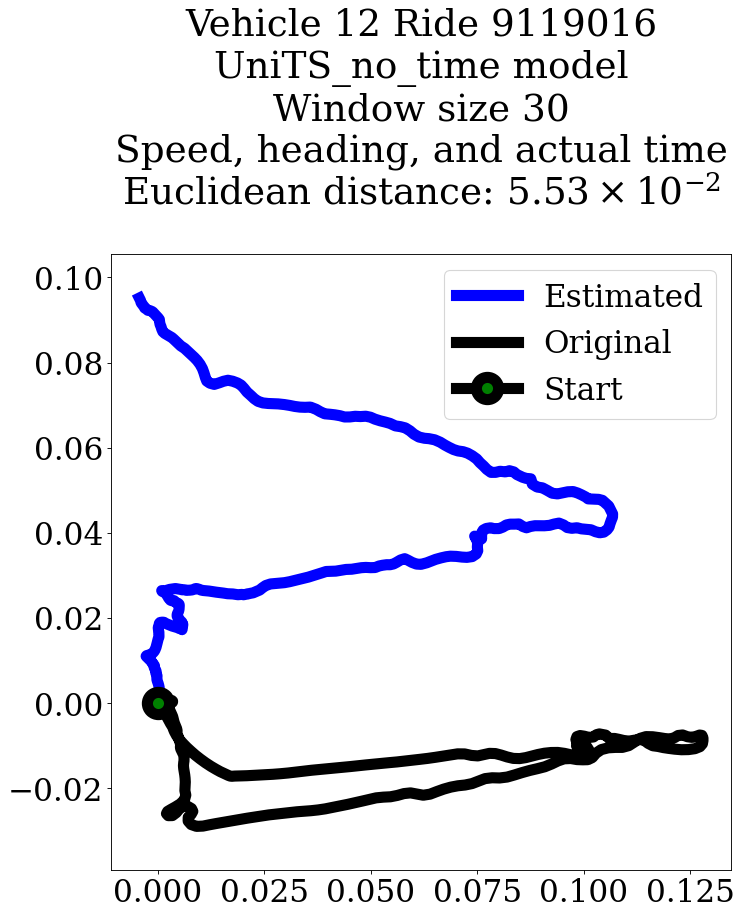 Vehicle 12 Ride 9119016
UniTS_no_time model
Window size 30
Speed, heading, and actual time
Euclidean distance: 5.53 × 10⁻²
Estimated
Original
Start
0.10
0.08
0.06
0.04
0.02
0.00
−0.02
0.000 0.025 0.050 0.075 0.100 0.125